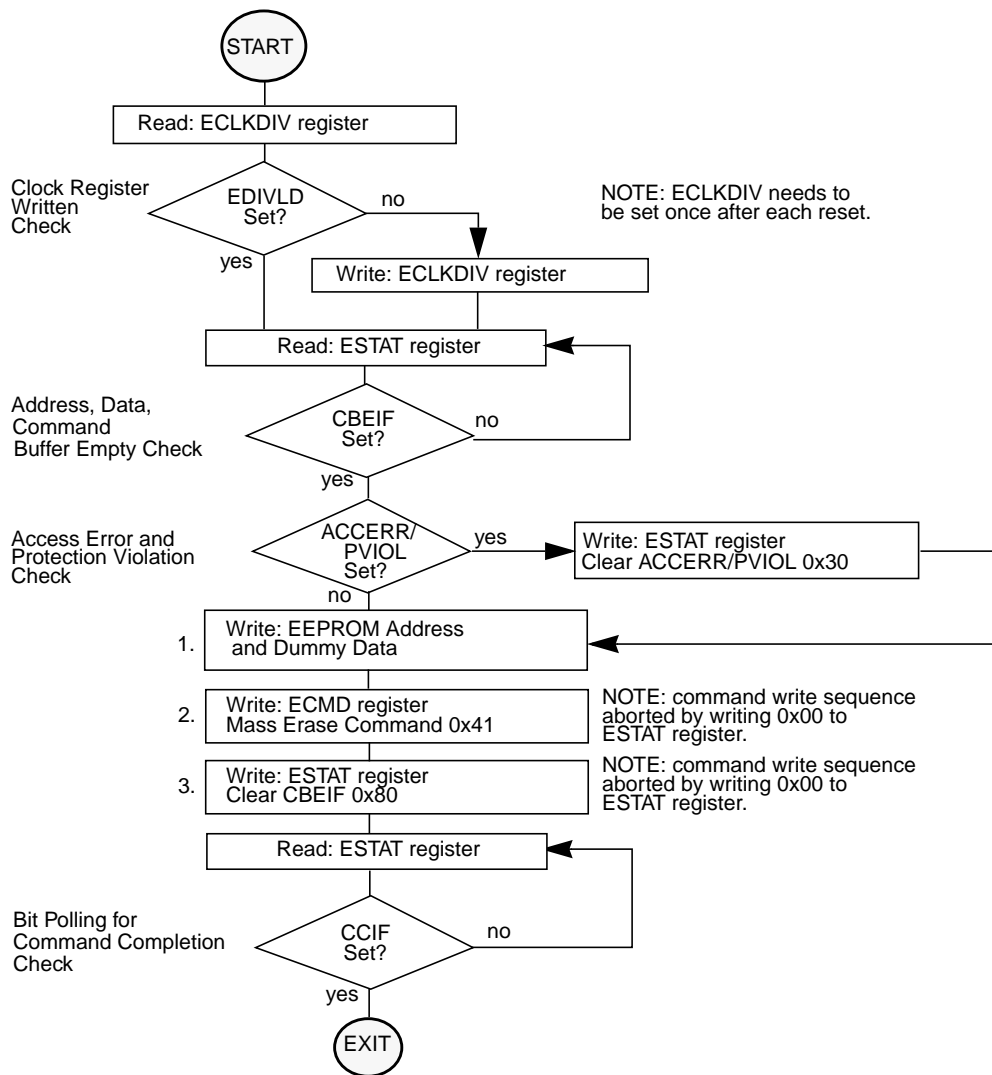 START
Read: ECLKDIV register
Clock Register
Written
Check
EDIVLD
Set?
no
yes
NOTE: ECLKDIV needs to
be set once after each reset.
Write: ECLKDIV register
Read: ESTAT register
Address, Data,
Command
Buffer Empty Check
CBEIF
Set?
no
yes
Access Error and
Protection Violation
Check
ACCERR/
PVIOL
Set?
yes
no
Write: ESTAT register
Clear ACCERR/PVIOL 0x30
1.
Write: EEPROM Address
and Dummy Data
2.
Write: ECMD register
Mass Erase Command 0x41
NOTE: command write sequence
aborted by writing 0x00 to
ESTAT register.
3.
Write: ESTAT register
Clear CBEIF 0x80
NOTE: command write sequence
aborted by writing 0x00 to
ESTAT register.
Read: ESTAT register
Bit Polling for
Command Completion
Check
CCIF
Set?
no
yes
EXIT